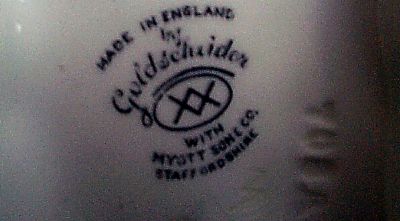 MADE IN ENGLAND
by
Goldscheider
WITH
MYOTT SON & CO.
STAFFORDSHIRE